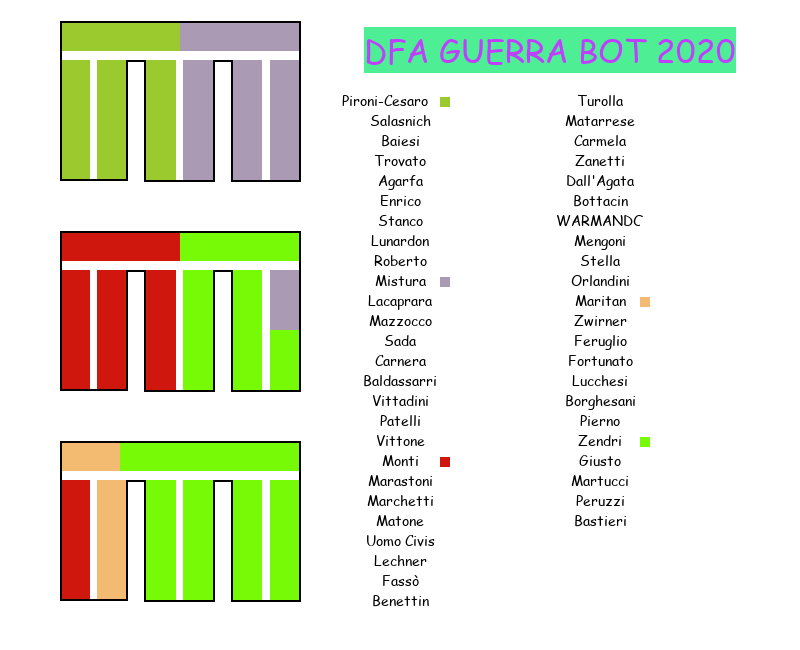 DFA GUERRA BOT 2020
Pironi-Cesaro
Salasnich
Baiesi
Trovato
Agarfa
Enrico
Stanco
Lunardon
Roberto
Mistura
Lacaprara
Mazzocco
Sada
Carnera
Baldassarri
Vittadini
Patelli
Vittone
Monti
Marastoni
Marchetti
Matone
Uomo Civis
Lechner
Fassò
Benettin
Turolla
Matarrese
Carmela
Zanetti
Dall'Agata
Bottacin
WARMANDC
Mengoni
Stella
Orlandini
Maritan
Zwirner
Feruglio
Fortunato
Lucchesi
Borghesani
Pierno
Zendri
Giusto
Martucci
Peruzzi
Bastieri